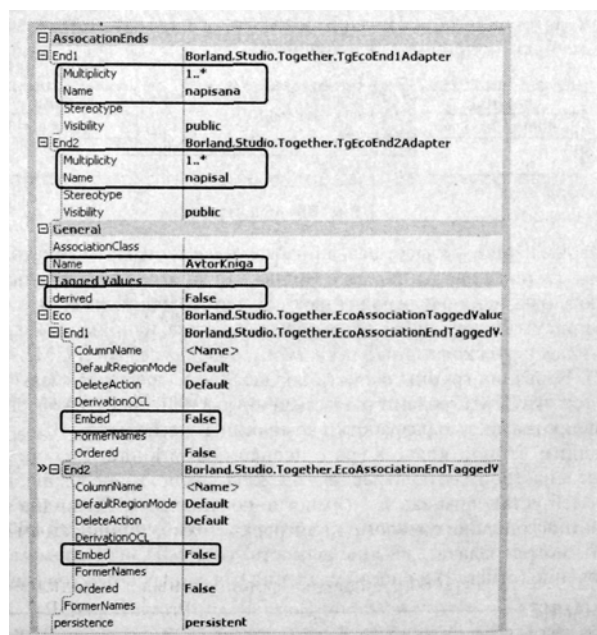 AssocationEnds
End1 Borland.Studio.Together.TgEcoEnd1Adapter
Multiplicity 1..*
Name napisana
Stereotype
Visibility public
End2 Borland.Studio.Together.TgEcoEnd2Adapter
Multiplicity 1..*
Name napisal
Stereotype
Visibility public
General
AssociationClass
Name AvtorKniga
Tagged Values
derived False
Eco Borland.Studio.Together.EcoAssociationTaggedValue
End1 Borland.Studio.Together.EcoAssociationEndTaggedV
ColumnName <Name>
DefaultRegionMode Default
DeleteAction Default
DerivationOCL
Embed False
FormerNames
Ordered False
End2 Borland.Studio.Together.EcoAssociationEndTaggedV
ColumnName <Name>
DefaultRegionMode Default
DeleteAction Default
DerivationOCL
Embed False
FormerNames
Ordered False
FormerNames
persistence persistent